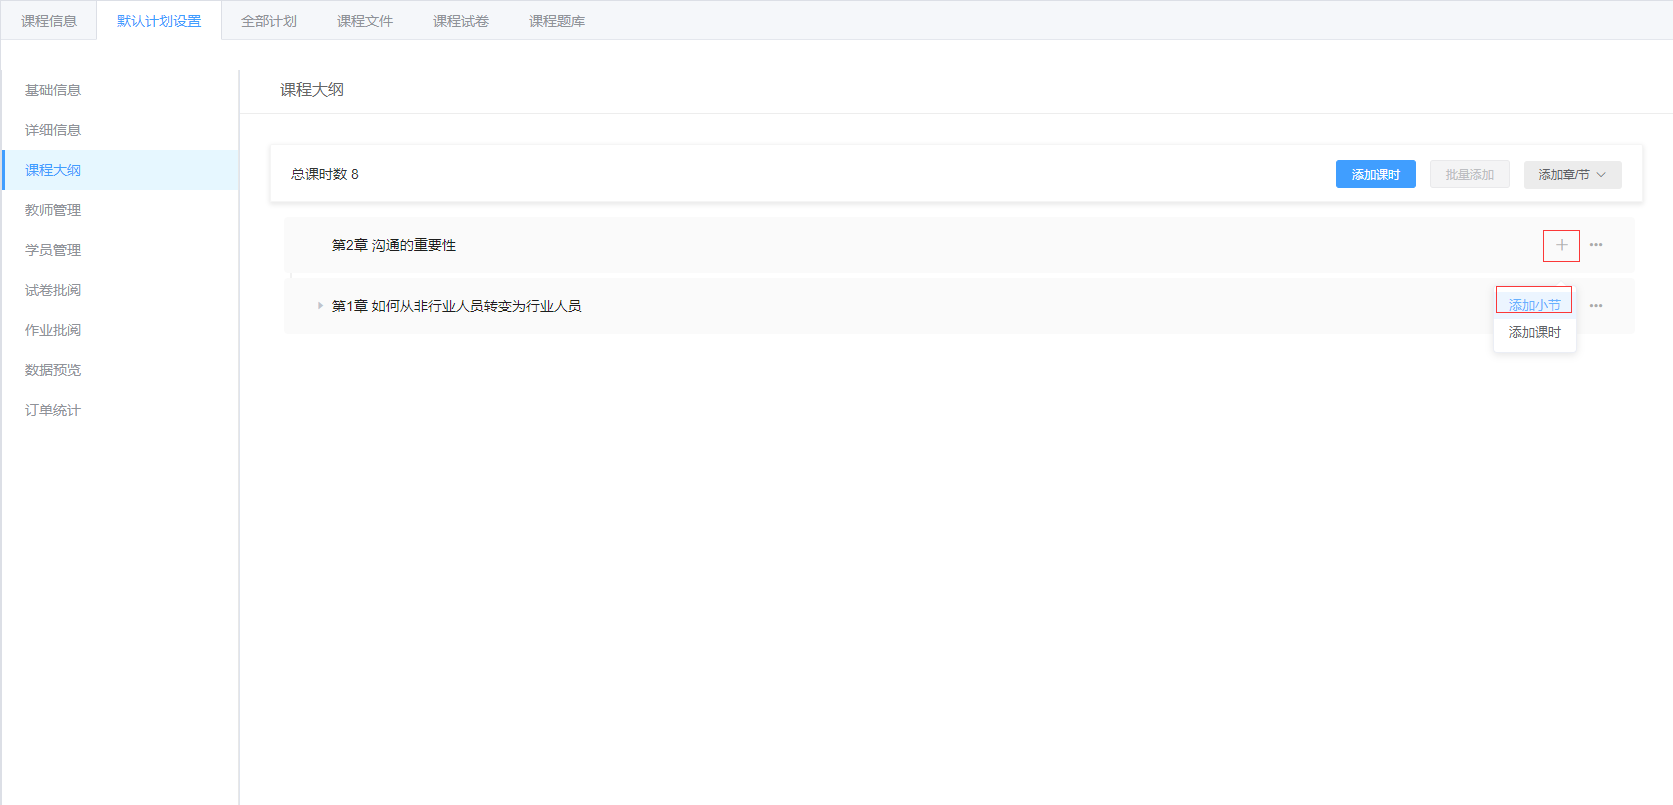 课程信息 默认计划设置 全部计划 课程文件 课程试卷 课程题库
基础信息
详细信息
课程大纲
教师管理
学员管理
试卷批阅
作业批阅
数据预览
订单统计
课程大纲
总课时数 8 添加课时 批量添加 添加章/节
第2章 沟通的重要性
第1章 如何从非行业人员转变为行业人员
添加小节
添加课时